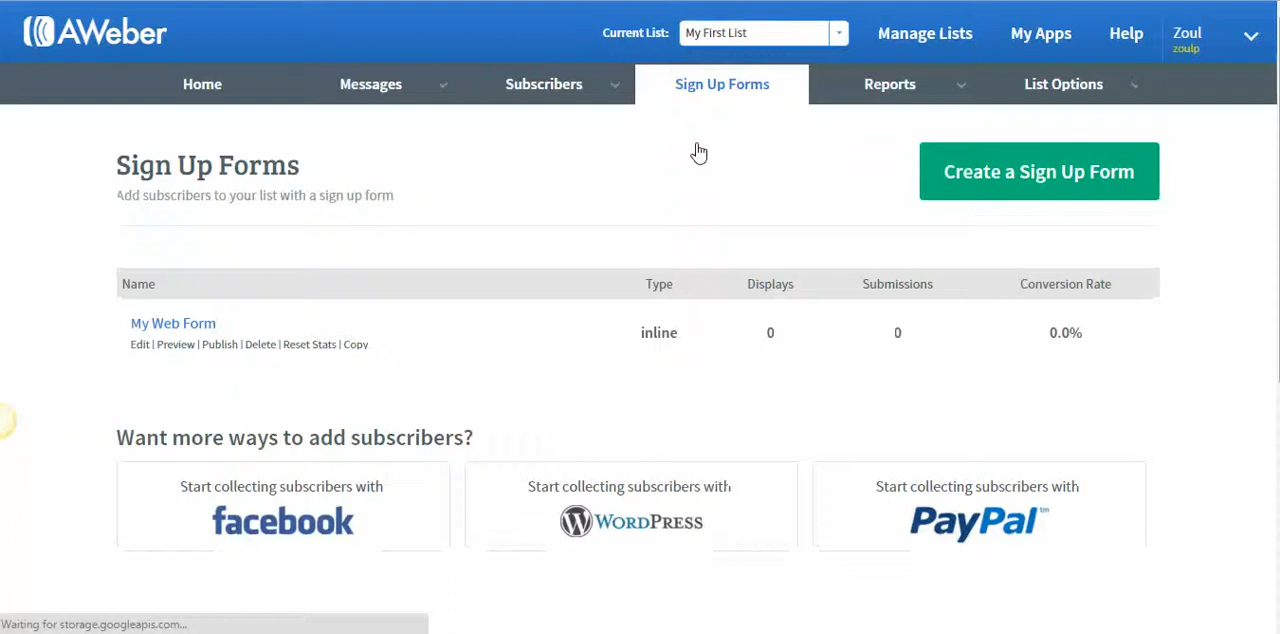 AWeber
Current List: My First List
Manage Lists
My Apps
Help
Zoul
zoulp
Home
Messages
Subscribers
Sign Up Forms
Reports
List Options
Sign Up Forms
Add subscribers to your list with a sign up form
Create a Sign Up Form
Name Type Displays Submissions Conversion Rate
My Web Form
inline 0 0 0.0%
Edit | Preview | Publish | Delete | Reset Stats | Copy
Want more ways to add subscribers?
Start collecting subscribers with
facebook
Start collecting subscribers with
WORDPRESS
Start collecting subscribers with
PayPal™
Waiting for storage.googleapis.com...